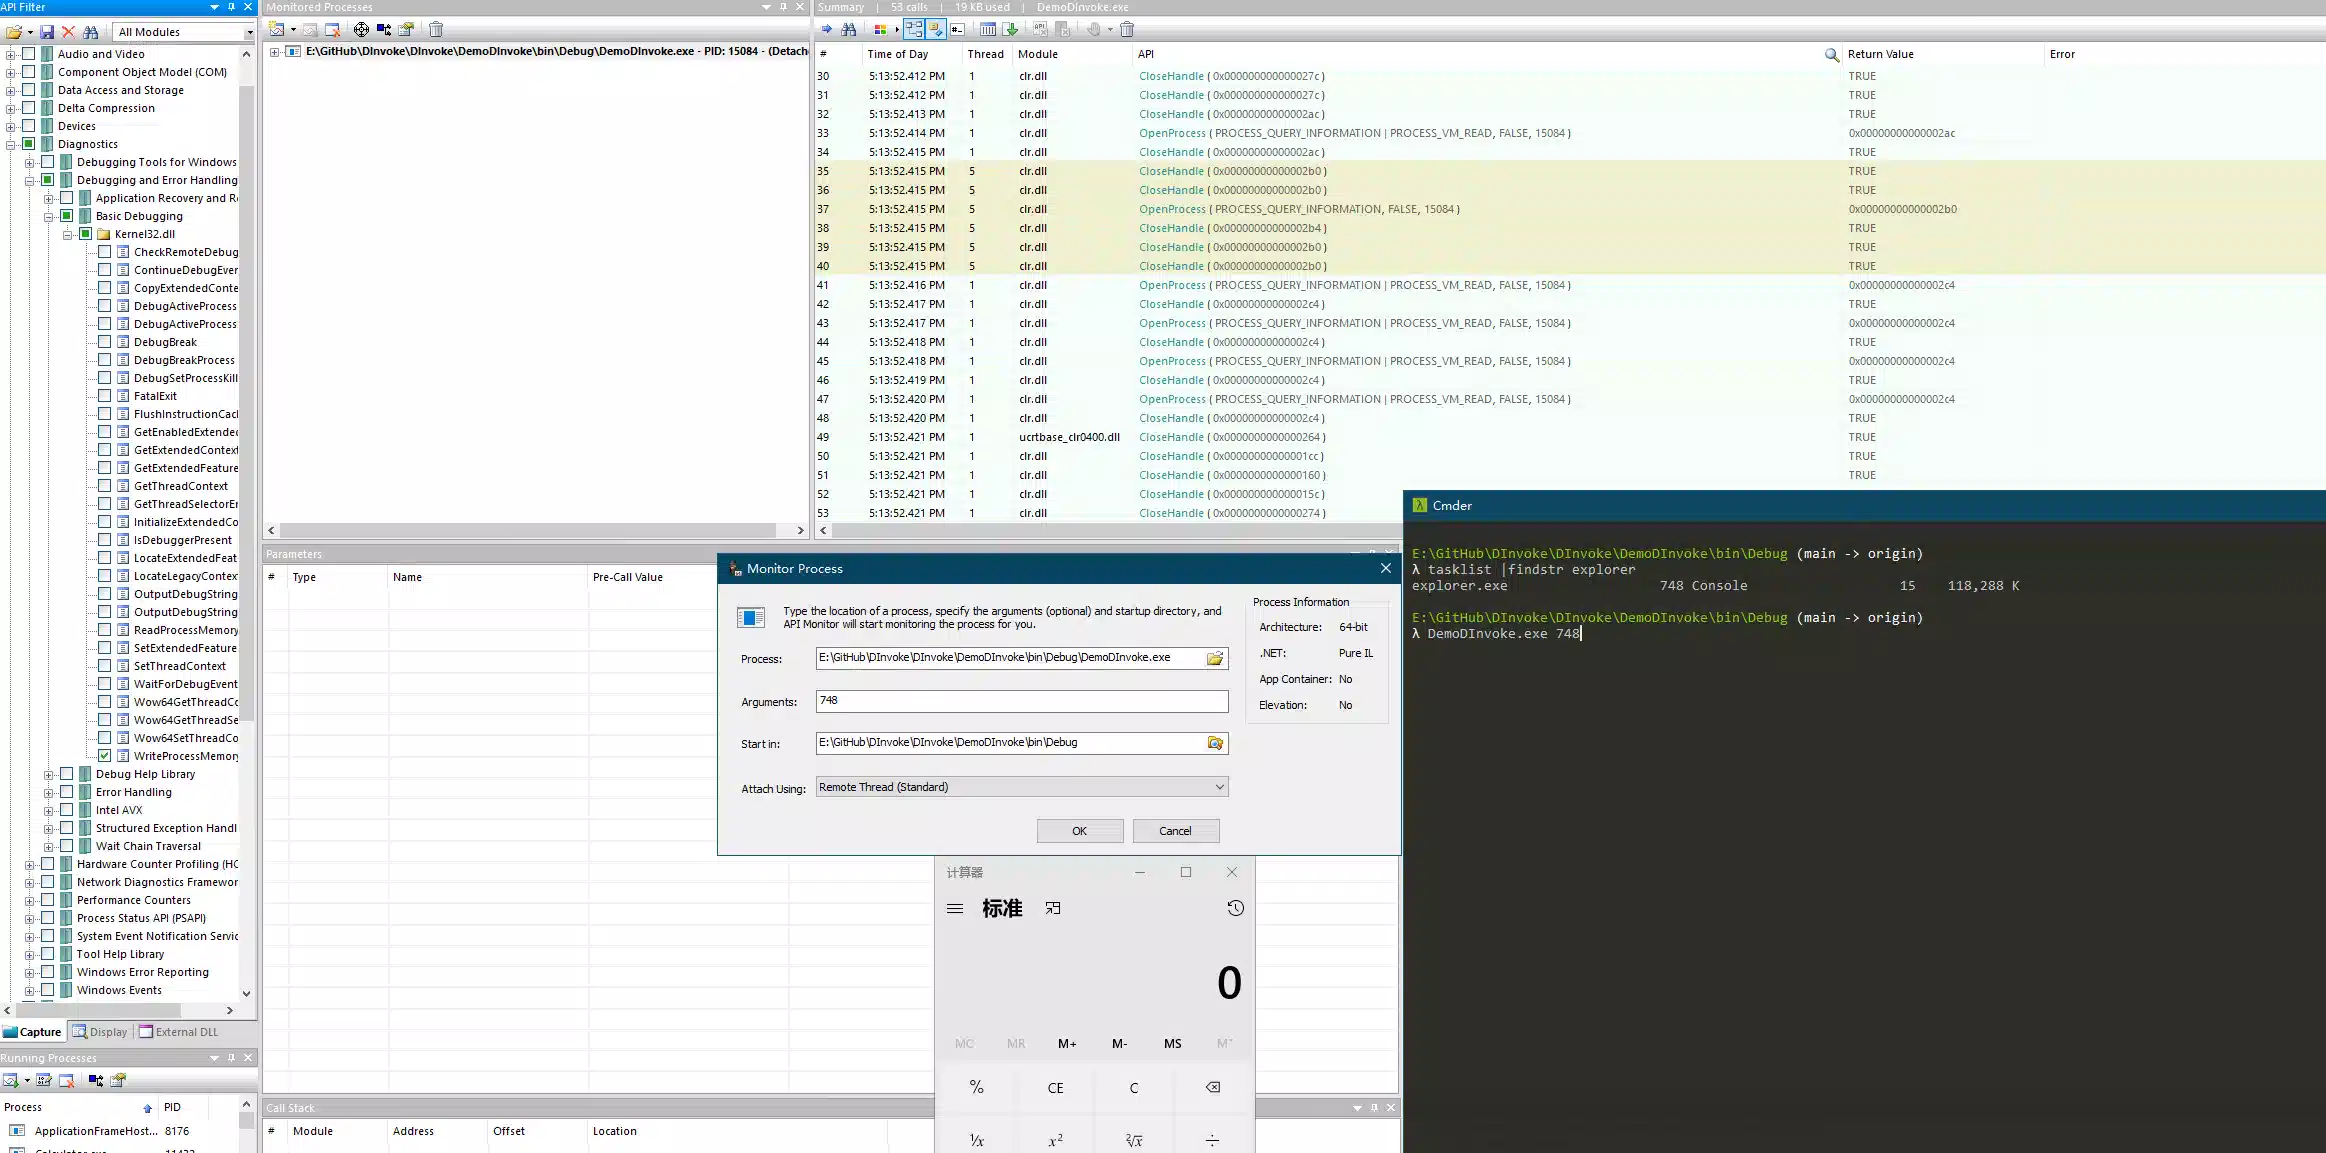 API Filter
All Modules
Audio and Video
Component Object Model (COM)
Data Access and Storage
Delta Compression
Devices
Diagnostics
Debugging Tools for Windows
Debugging and Error Handling
Application Recovery and R
Basic Debugging
Kernel32.dll
CheckRemoteDebug
ContinueDebugEver
CopyExtendedConte
DebugActiveProcess
DebugActiveProcess
DebugBreak
DebugBreakProcess
DebugSetProcessKill
FatalExit
FlushInstructionCac
GetEnabledExtended
GetExtendedContext
GetExtendedFeature
GetThreadContext
GetThreadSelectorEr
InitializeExtendedCo
IsDebuggerPresent
LocateExtendedFeat
LocateLegacyContex
OutputDebugString
OutputDebugString
ReadProcessMemory
SetExtendedFeature
SetThreadContext
WaitForDebugEvent
Wow64GetThreadCo
Wow64GetThreadSe
Wow64SetThreadCo
WriteProcessMemory
Debug Help Library
Error Handling
Intel AVX
Structured Exception Handl
Wait Chain Traversal
Hardware Counter Profiling (HC
Network Diagnostics Framewor
Performance Counters
Process Status API (PSAPI)
System Event Notification Servic
Tool Help Library
Windows Error Reporting
Windows Events
Capture Display External DLL
Running Processes
Process PID
ApplicationFrameHost... 8176
Monitored Processes
E:\GitHub\DInvoke\DInvoke\DemoDInvoke\bin\Debug\DemoDInvoke.exe - PID: 15084 - (Detach
Summary | 53 calls | 19 KB used | DemoDInvoke.exe
# Time of Day Thread Module API Return Value Error
30 5:13:52.412 PM 1 clr.dll CloseHandle ( 0x000000000000027c ) TRUE
31 5:13:52.412 PM 1 clr.dll CloseHandle ( 0x000000000000027c ) TRUE
32 5:13:52.413 PM 1 clr.dll CloseHandle ( 0x00000000000002ac ) TRUE
33 5:13:52.414 PM 1 clr.dll OpenProcess ( PROCESS_QUERY_INFORMATION | PROCESS_VM_READ, FALSE, 15084 ) 0x00000000000002ac
34 5:13:52.415 PM 1 clr.dll CloseHandle ( 0x00000000000002ac ) TRUE
35 5:13:52.415 PM 5 clr.dll CloseHandle ( 0x00000000000002b0 ) TRUE
36 5:13:52.415 PM 5 clr.dll CloseHandle ( 0x00000000000002b0 ) TRUE
37 5:13:52.415 PM 5 clr.dll OpenProcess ( PROCESS_QUERY_INFORMATION, FALSE, 15084 ) 0x00000000000002b0
38 5:13:52.415 PM 5 clr.dll CloseHandle ( 0x00000000000002b4 ) TRUE
39 5:13:52.415 PM 5 clr.dll CloseHandle ( 0x00000000000002b0 ) TRUE
40 5:13:52.415 PM 5 clr.dll CloseHandle ( 0x00000000000002b0 ) TRUE
41 5:13:52.416 PM 1 clr.dll OpenProcess ( PROCESS_QUERY_INFORMATION | PROCESS_VM_READ, FALSE, 15084 ) 0x00000000000002c4
42 5:13:52.417 PM 1 clr.dll CloseHandle ( 0x00000000000002c4 ) TRUE
43 5:13:52.417 PM 1 clr.dll OpenProcess ( PROCESS_QUERY_INFORMATION | PROCESS_VM_READ, FALSE, 15084 ) 0x00000000000002c4
44 5:13:52.418 PM 1 clr.dll CloseHandle ( 0x00000000000002c4 ) TRUE
45 5:13:52.418 PM 1 clr.dll OpenProcess ( PROCESS_QUERY_INFORMATION | PROCESS_VM_READ, FALSE, 15084 ) 0x00000000000002c4
46 5:13:52.419 PM 1 clr.dll CloseHandle ( 0x00000000000002c4 ) TRUE
47 5:13:52.420 PM 1 clr.dll OpenProcess ( PROCESS_QUERY_INFORMATION | PROCESS_VM_READ, FALSE, 15084 ) 0x00000000000002c4
48 5:13:52.420 PM 1 clr.dll CloseHandle ( 0x00000000000002c4 ) TRUE
49 5:13:52.421 PM 1 ucrtbase_clr0400.dll CloseHandle ( 0x0000000000000264 ) TRUE
50 5:13:52.421 PM 1 clr.dll CloseHandle ( 0x00000000000001cc ) TRUE
51 5:13:52.421 PM 1 clr.dll CloseHandle ( 0x0000000000000160 ) TRUE
52 5:13:52.421 PM 1 clr.dll CloseHandle ( 0x000000000000015c )
53 5:13:52.421 PM 1 clr.dll CloseHandle ( 0x0000000000000274 )
Parameters
# Type Name Pre-Call Value
Monitor Process
Type the location of a process, specify the arguments (optional) and startup directory, and
API Monitor will start monitoring the process for you.
Process: E:\GitHub\DInvoke\DInvoke\DemoDInvoke\bin\Debug\DemoDInvoke.exe
Arguments: 748
Start in: E:\GitHub\DInvoke\DInvoke\DemoDInvoke\bin\Debug
Attach Using: Remote Thread (Standard)
OK Cancel
Process Information
Architecture: 64-bit
.NET: Pure IL
App Container: No
Elevation: No
计算器
标准
0
MC MR M+ M- MS M˅
% CE C
¹/x x² ²√x ÷
Call Stack
# Module Address Offset Location
λ Cmder
E:\GitHub\DInvoke\DInvoke\DemoDInvoke\bin\Debug (main -> origin)
λ tasklist |findstr explorer
explorer.exe 748 Console 15 118,288 K
E:\GitHub\DInvoke\DInvoke\DemoDInvoke\bin\Debug (main -> origin)
λ DemoDInvoke.exe 748